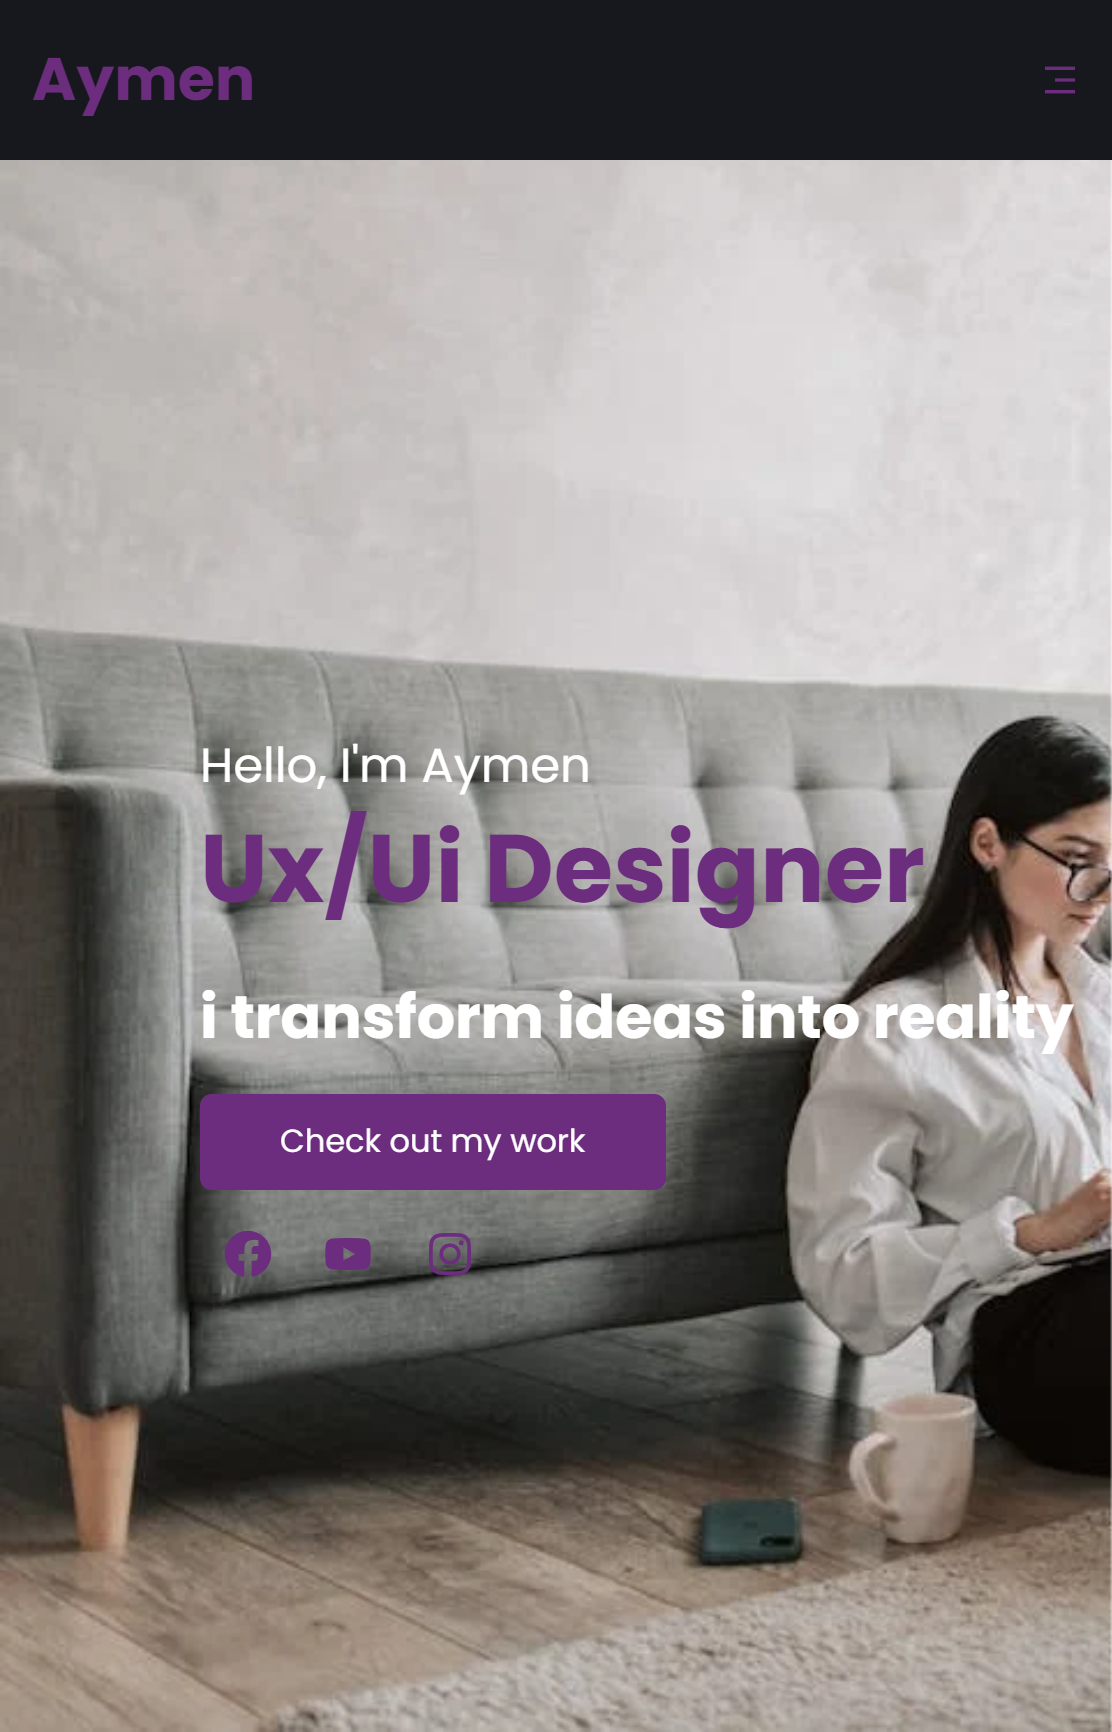 Aymen
Hello, I'm Aymen
Ux/Ui Designer
i transform ideas into reality
Check out my work